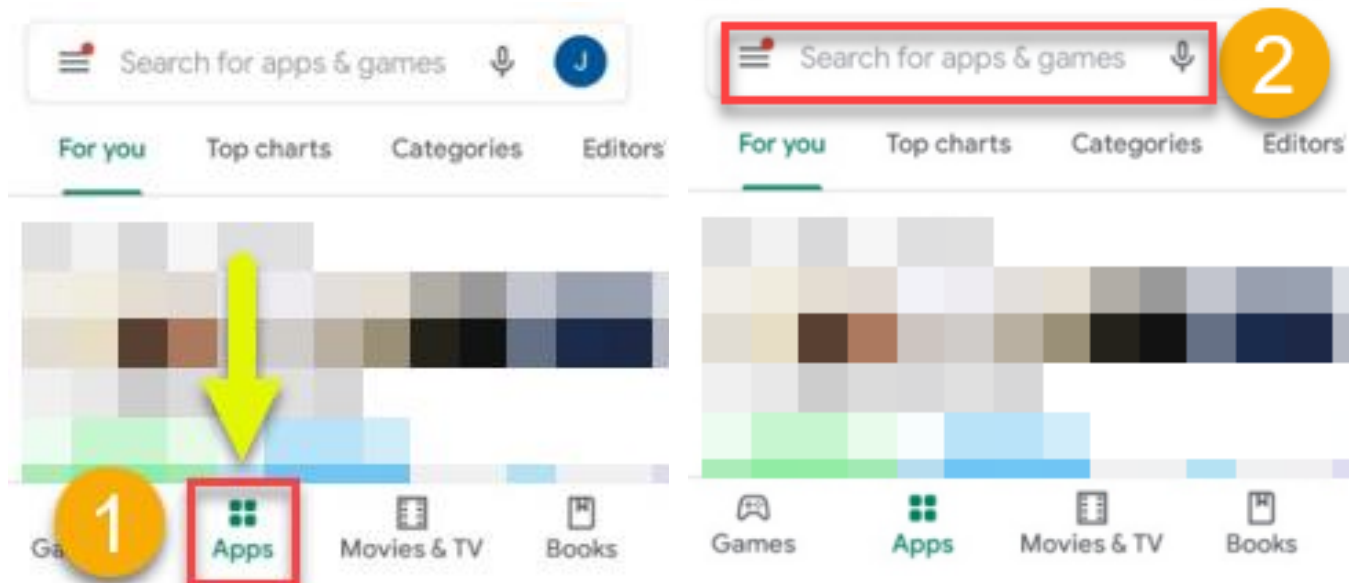 Search for apps & games
J
For you Top charts Categories Editors'
1
Ga
Apps
Movies & TV
Books
Search for apps & games
2
For you Top charts Categories Editors'
Games
Apps
Movies & TV
Books